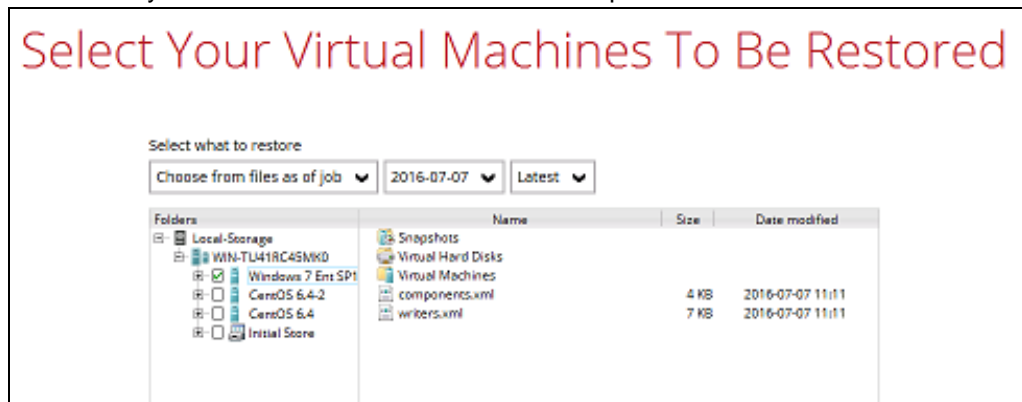 Select Your Virtual Machines To Be Restored
Select what to restore
Choose from files as of job 2016-07-07 Latest
Folders Name Size Date modified
Local-Storage Snapshots
WIN-TU41RC45MK0 Virtual Hard Disks
Windows 7 Ent SP1 Virtual Machines
CentOS 6.4-2 components.xml 4 KB 2016-07-07 11:11
CentOS 6.4 writers.xml 7 KB 2016-07-07 11:11
Initial Store